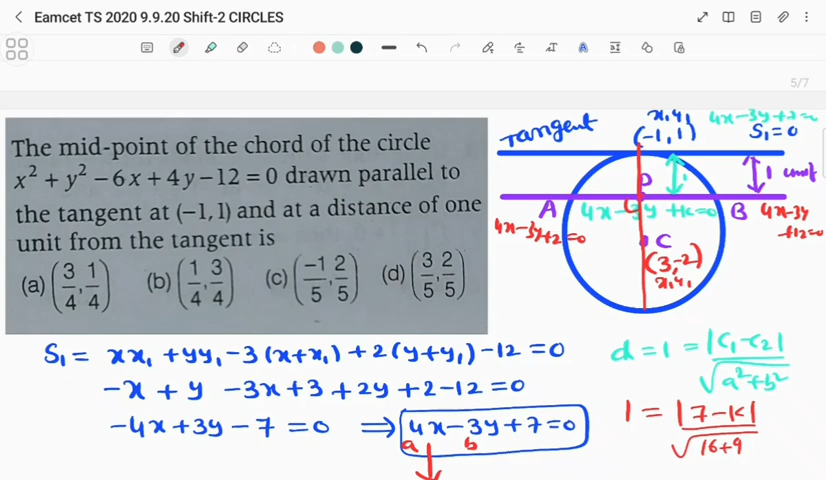 Eamcet TS 2020 9.9.20 Shift-2 CIRCLES
5/7
The mid-point of the chord of the circle
x² + y² − 6x + 4y − 12 = 0 drawn parallel to
the tangent at (−1, 1) and at a distance of one
unit from the tangent is
(a) (3/4, 1/4) (b) (1/4, 3/4) (c) (−1/5, 2/5) (d) (3/5, 2/5)
Tangent
x₁ y₁
(-1, 1)
S₁ = 0
1 unit
1
A
4x-3y+k=0
B
4x-3y+2=0
4x-3y
+12=0
C
(3,-2)
x₁ y₁
S₁ = xx₁ + yy₁ -3(x+x₁) +2(y+y₁) -12 = 0
-x + y -3x+3 +2y+2-12=0
-4x+3y-7=0 ⇒ 4x-3y+7=0
a b
d = 1 = |c₁-c₂|/√a²+b²
1 = |7-k|/√16+9